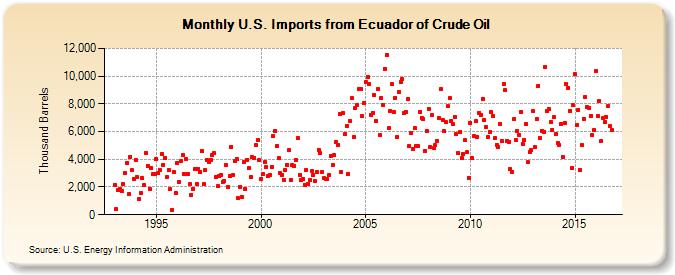 Monthly U.S. Imports from Ecuador of Crude Oil
Thousand Barrels
12,000
10,000
8,000
6,000
4,000
2,000
0
1995 2000 2005 2010 2015
Source: U.S. Energy Information Administration